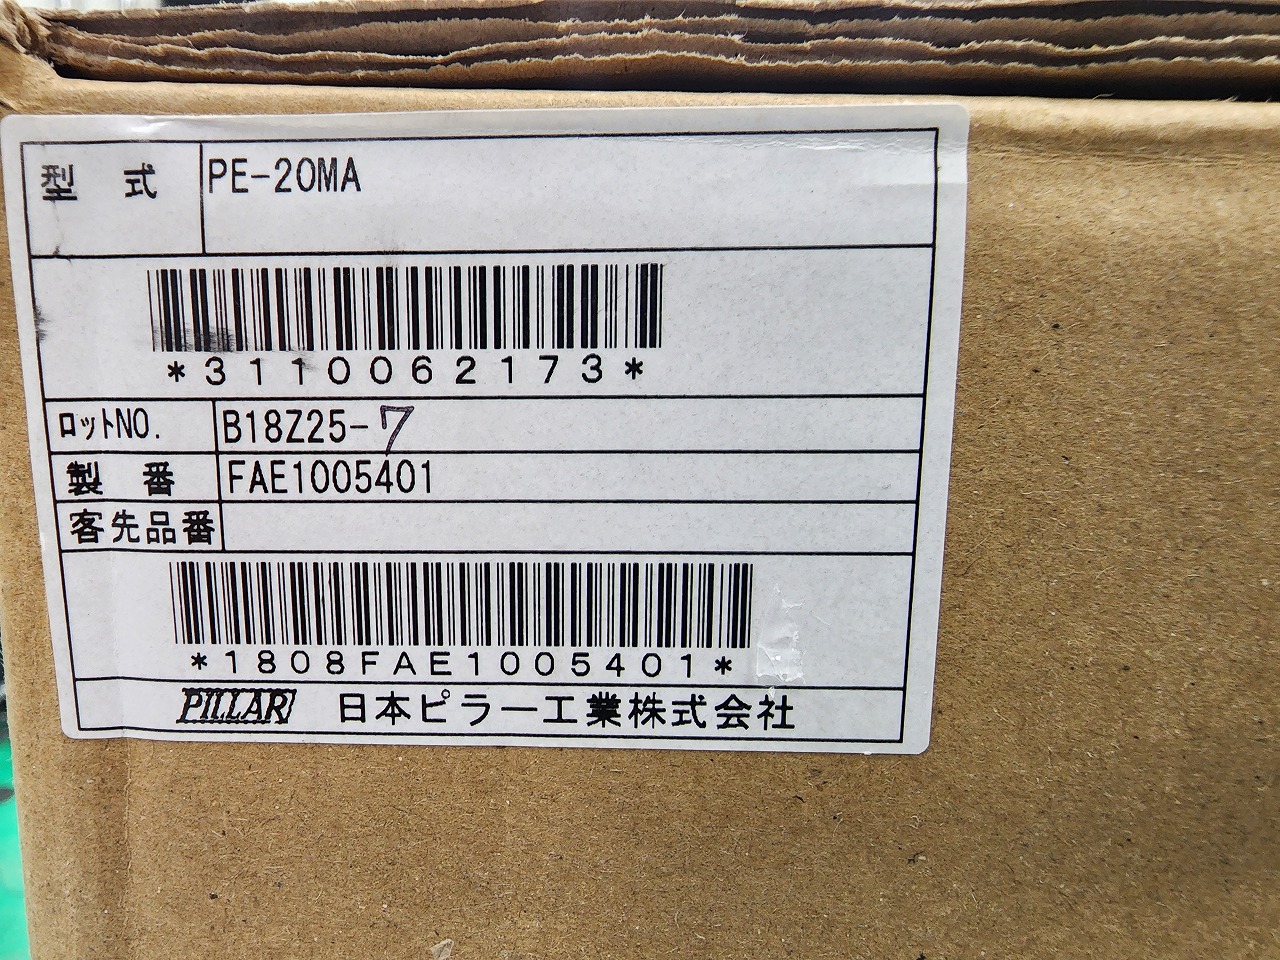 型 式 PE-20MA
*3110062173*
ロットNO. B18Z25-7
製 番 FAE1005401
客先品番
*1808FAE1005401*
PILLAR 日本ピラー工業株式会社